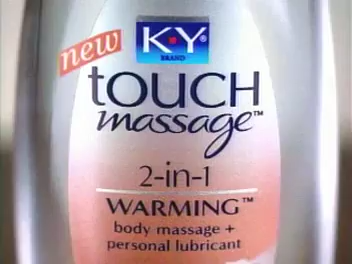 new
K•Y®
BRAND
touch
massage™
2-in-1
WARMING™
body massage +
personal lubricant